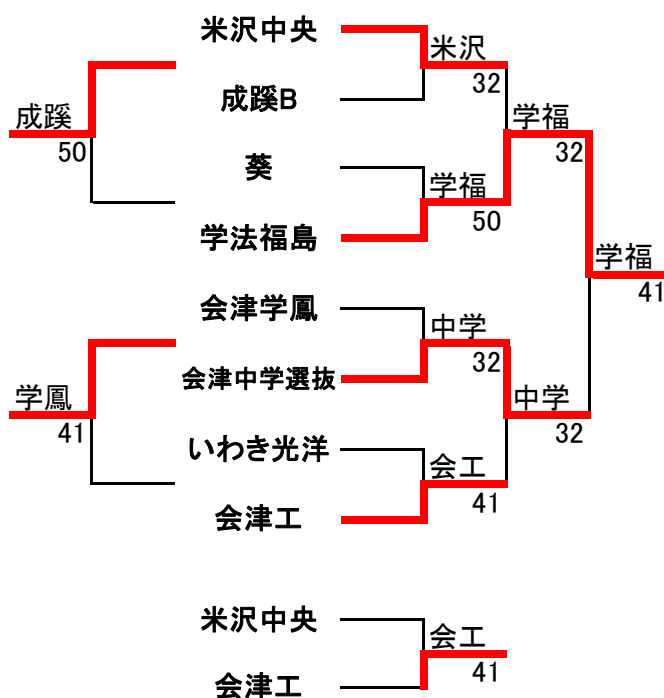 米沢中央
米沢
32
成蹊B
成蹊
50
学福
32
葵
学福
50
学法福島
学福
41
会津学鳳
中学
32
会津中学選抜
学鳳
41
中学
32
いわき光洋
会工
41
会津工
米沢中央
会工
41
会津工